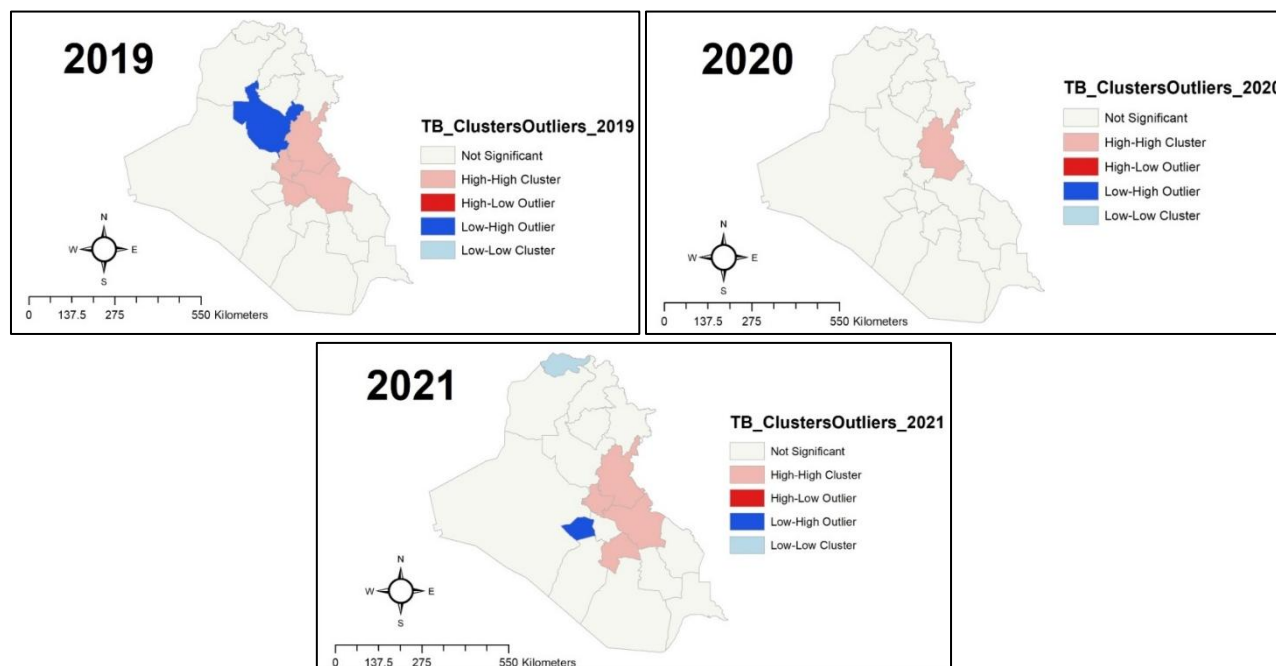 2019
TB_ClustersOutliers_2019
Not Significant
High-High Cluster
High-Low Outlier
Low-High Outlier
Low-Low Cluster
N
W E
S
0 137.5 275 550 Kilometers
2020
TB_ClustersOutliers_2020
Not Significant
High-High Cluster
High-Low Outlier
Low-High Outlier
Low-Low Cluster
N
W E
S
0 137.5 275 550 Kilometers
2021
TB_ClustersOutliers_2021
Not Significant
High-High Cluster
High-Low Outlier
Low-High Outlier
Low-Low Cluster
N
W E
S
0 137.5 275 550 Kilometers